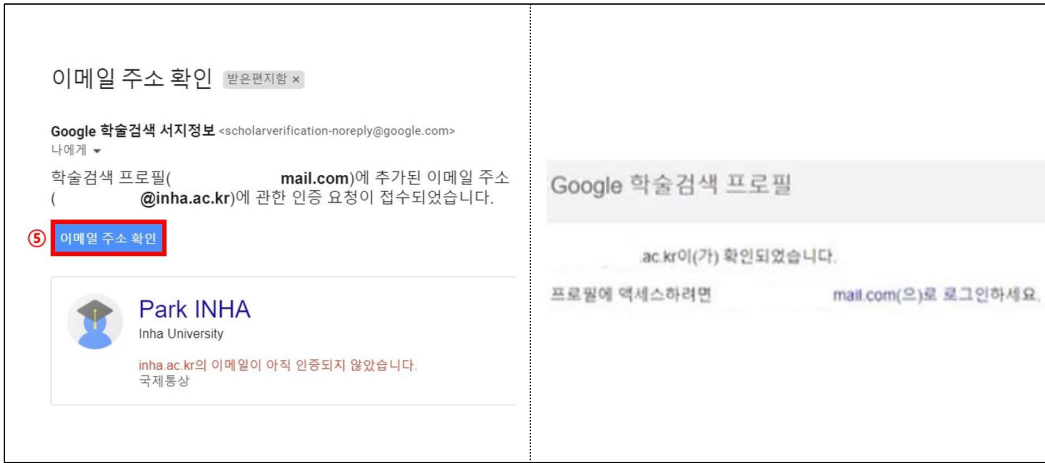 이메일 주소 확인 받은편지함 ×
Google 학술검색 서지정보 <scholarverification-noreply@google.com>
나에게
학술검색 프로필( mail.com)에 추가된 이메일 주소
( @inha.ac.kr)에 관한 인증 요청이 접수되었습니다.
⑤ 이메일 주소 확인
Park INHA
Inha University
inha.ac.kr의 이메일이 아직 인증되지 않았습니다.
국제통상
Google 학술검색 프로필
.ac.kr이(가) 확인되었습니다.
프로필에 액세스하려면 mail.com(으)로 로그인하세요.